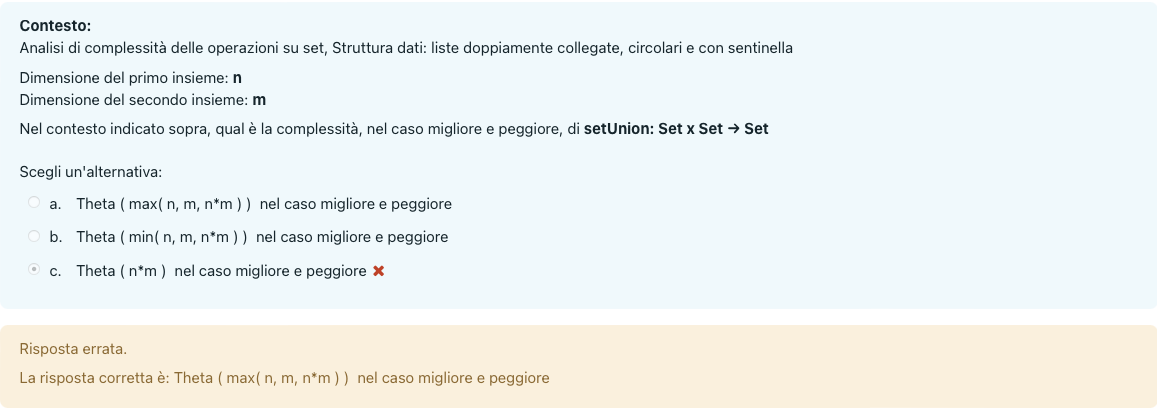 Contesto:
Analisi di complessità delle operazioni su set, Struttura dati: liste doppiamente collegate, circolari e con sentinella
Dimensione del primo insieme: n
Dimensione del secondo insieme: m
Nel contesto indicato sopra, qual è la complessità, nel caso migliore e peggiore, di setUnion: Set x Set → Set
Scegli un'alternativa:
a. Theta ( max( n, m, n*m ) ) nel caso migliore e peggiore
b. Theta ( min( n, m, n*m ) ) nel caso migliore e peggiore
c. Theta ( n*m ) nel caso migliore e peggiore ✖
Risposta errata.
La risposta corretta è: Theta ( max( n, m, n*m ) ) nel caso migliore e peggiore